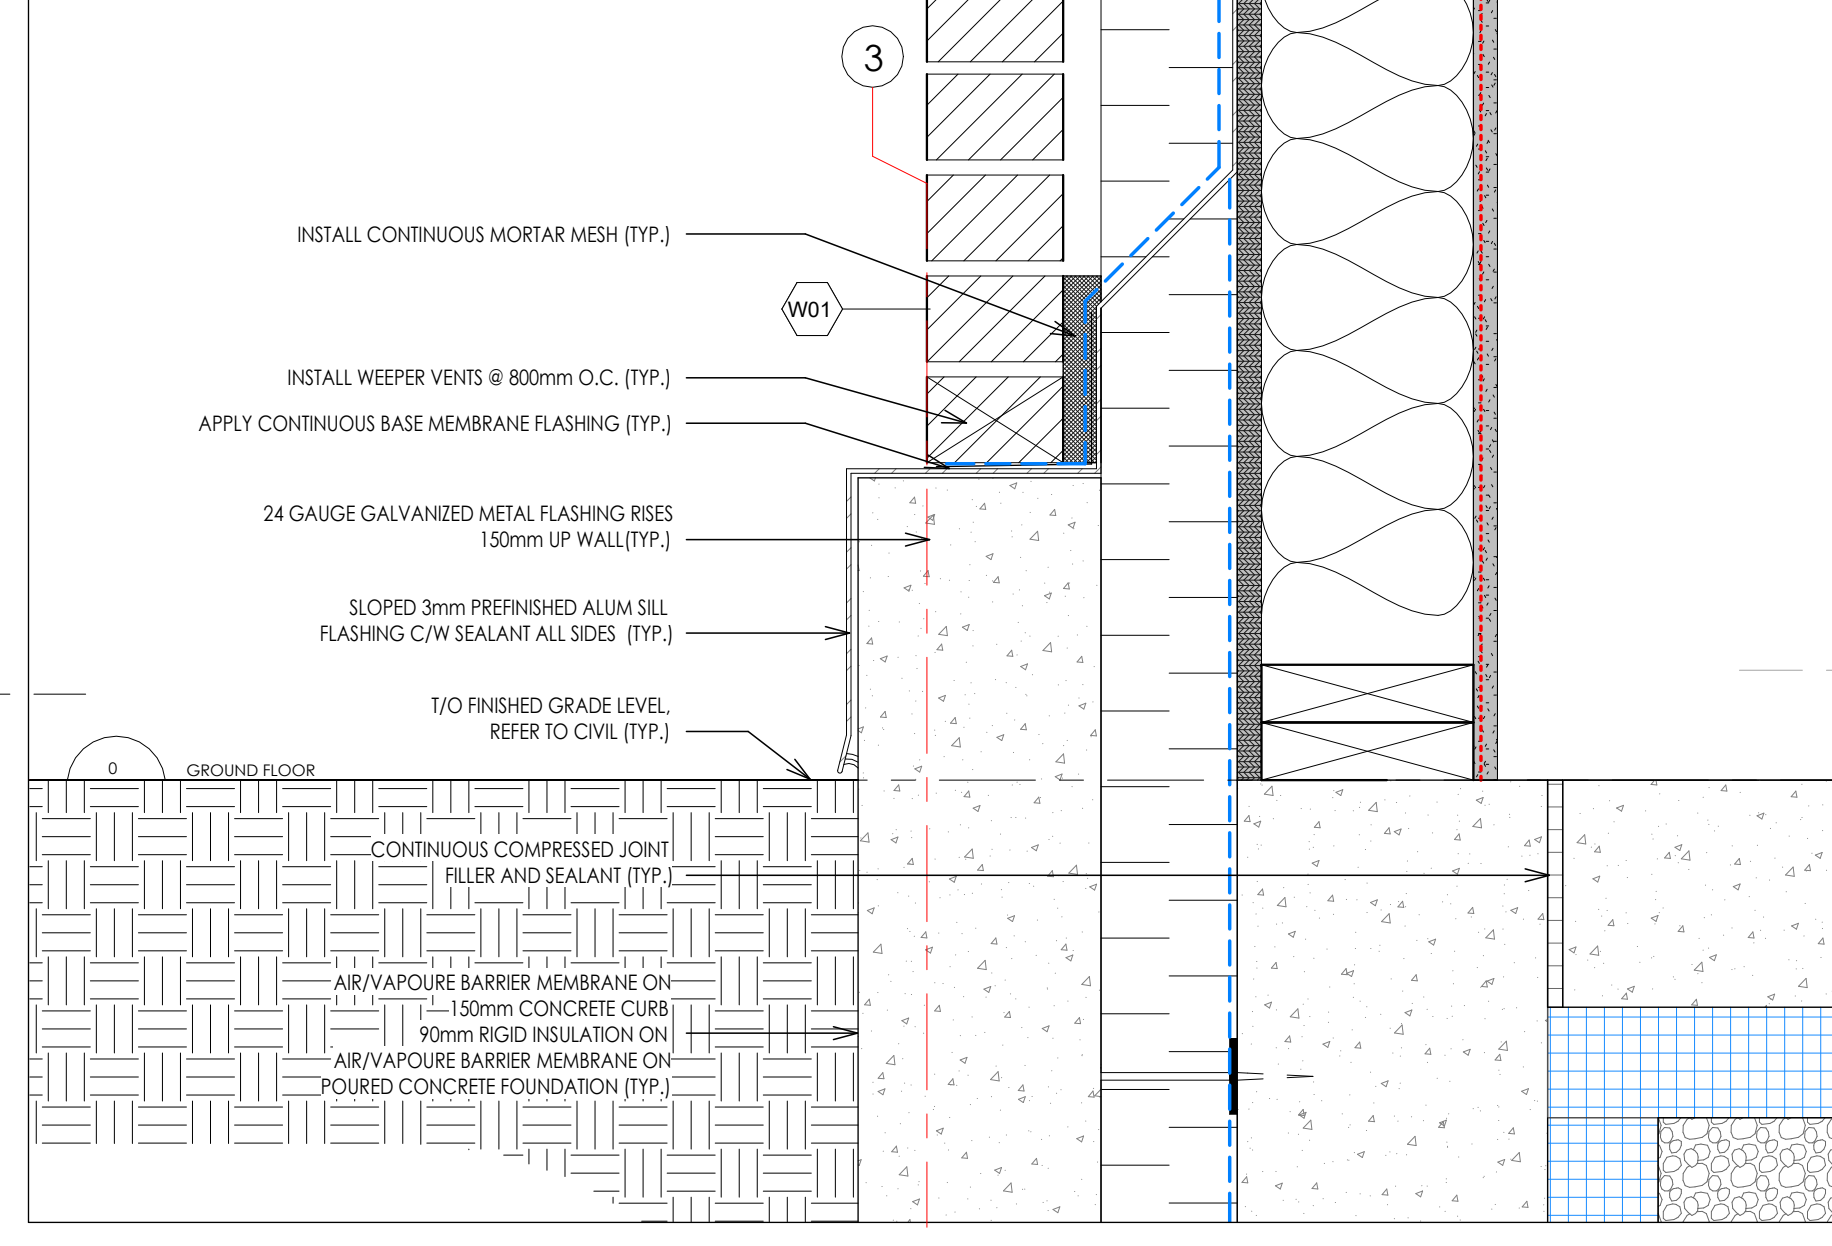 3
INSTALL CONTINUOUS MORTAR MESH (TYP.)
W01
INSTALL WEEPER VENTS @ 800mm O.C. (TYP.)
APPLY CONTINUOUS BASE MEMBRANE FLASHING (TYP.)
24 GAUGE GALVANIZED METAL FLASHING RISES
150mm UP WALL(TYP.)
SLOPED 3mm PREFINISHED ALUM SILL
FLASHING C/W SEALANT ALL SIDES (TYP.)
T/O FINISHED GRADE LEVEL,
REFER TO CIVIL (TYP.)
0
GROUND FLOOR
CONTINUOUS COMPRESSED JOINT
FILLER AND SEALANT (TYP.)
AIR/VAPOURE BARRIER MEMBRANE ON
150mm CONCRETE CURB
90mm RIGID INSULATION ON
AIR/VAPOURE BARRIER MEMBRANE ON
POURED CONCRETE FOUNDATION (TYP.)